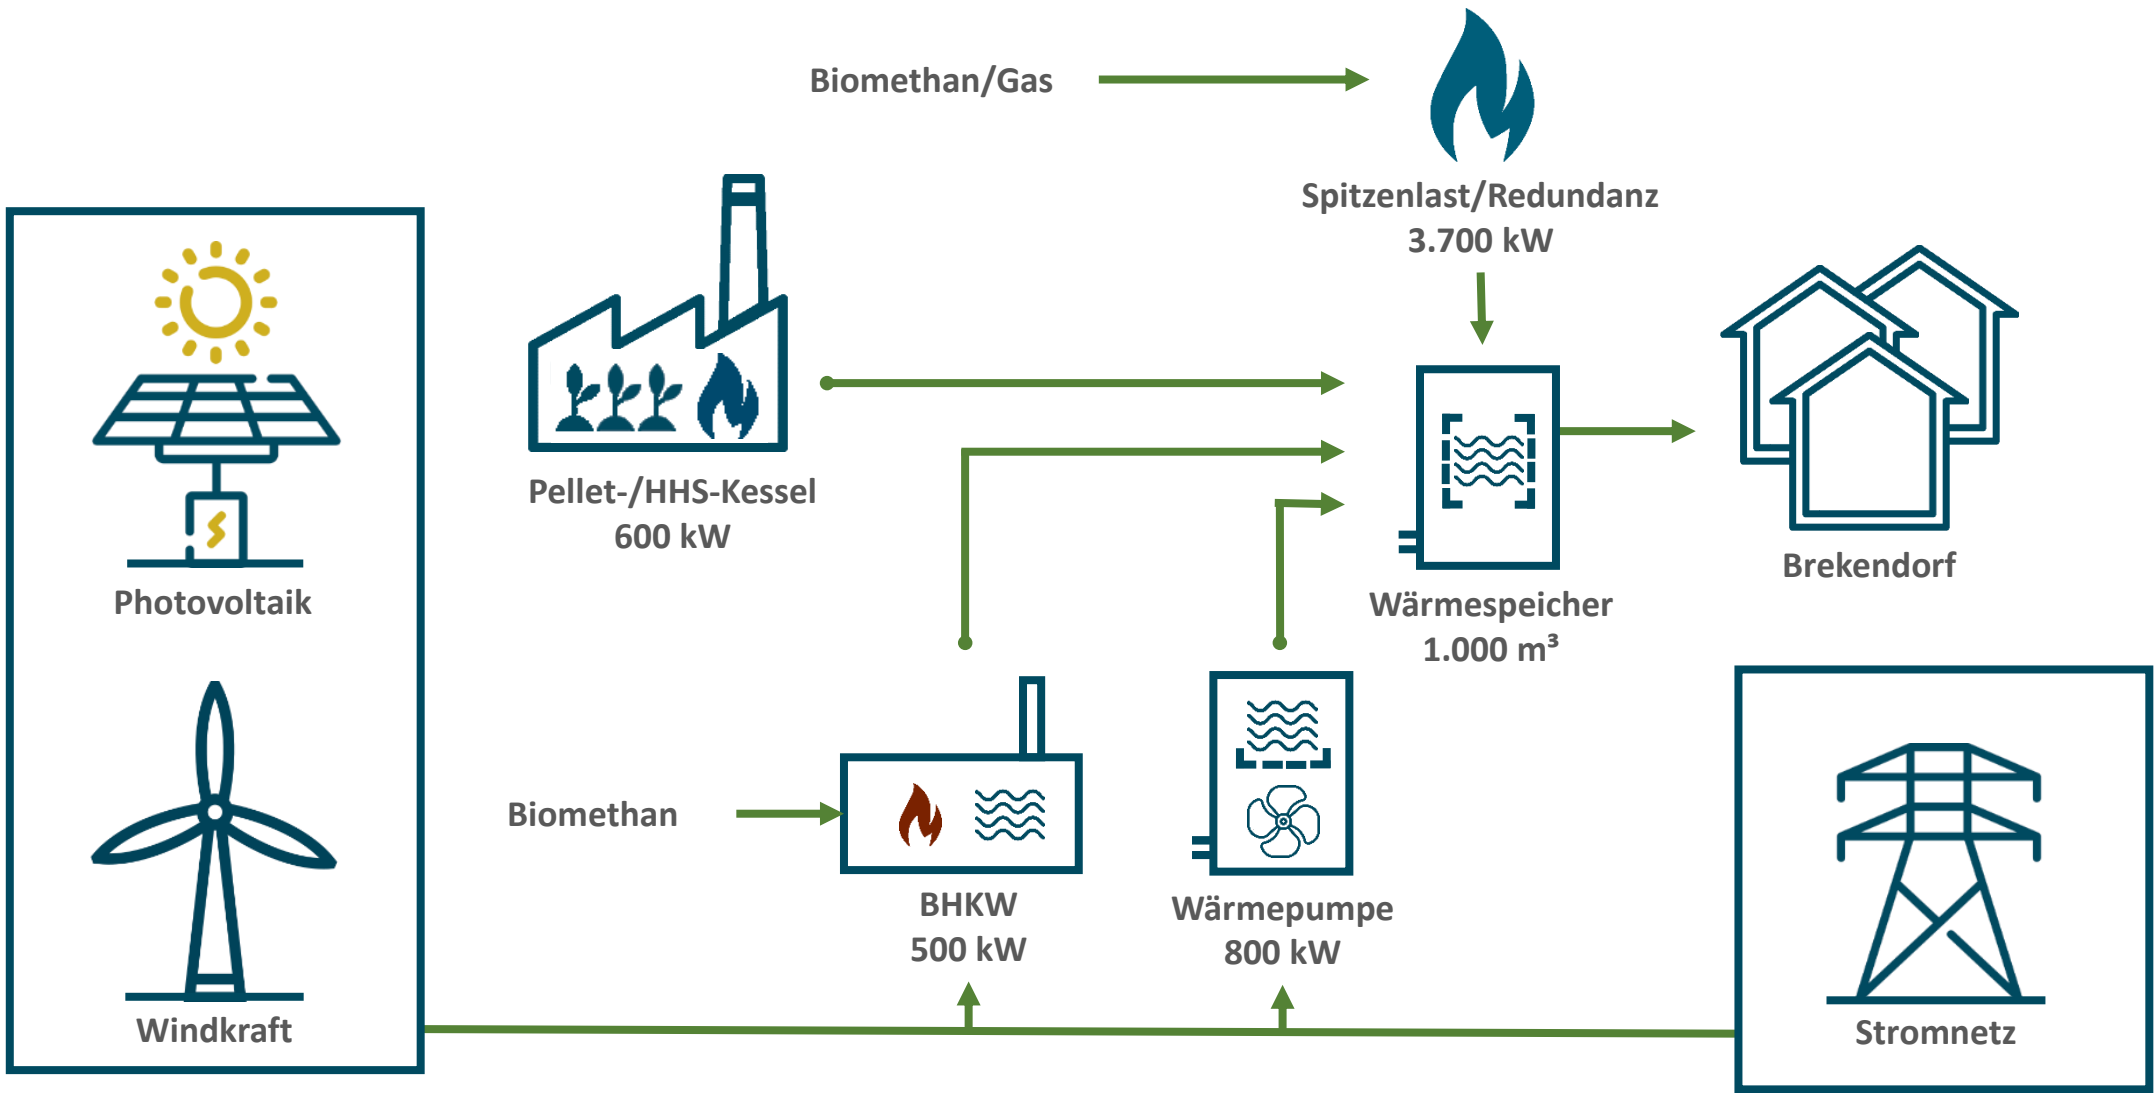 Biomethan/Gas
Spitzenlast/Redundanz
3.700 kW
Pellet-/HHS-Kessel
600 kW
Photovoltaik
Brekendorf
Wärmespeicher
1.000 m³
Biomethan
BHKW
500 kW
Wärmepumpe
800 kW
Windkraft
Stromnetz